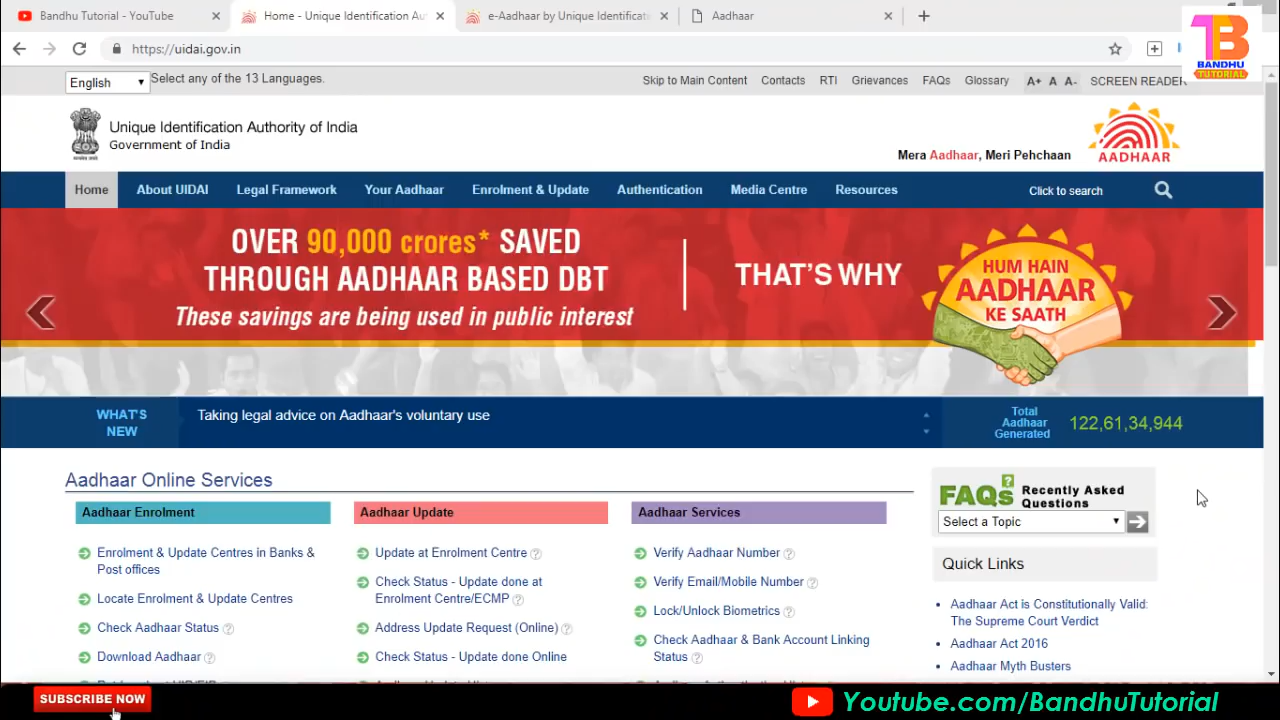 Bandhu Tutorial - YouTube
Home - Unique Identification Au
e-Aadhaar by Unique Identificati
Aadhaar
https://uidai.gov.in
TB
BANDHU
TUTORIAL
English
Select any of the 13 Languages.
Skip to Main Content Contacts RTI Grievances FAQs Glossary A+ A A- SCREEN READER
Unique Identification Authority of India
Government of India
Mera Aadhaar, Meri Pehchaan
AADHAAR
Home About UIDAI Legal Framework Your Aadhaar Enrolment & Update Authentication Media Centre Resources Click to search
OVER 90,000 crores* SAVED
THROUGH AADHAAR BASED DBT
These savings are being used in public interest
THAT'S WHY
HUM HAIN
AADHAAR
KE SAATH
WHAT'S
NEW
Taking legal advice on Aadhaar's voluntary use
Total
Aadhaar
Generated
122,61,34,944
Aadhaar Online Services
Aadhaar Enrolment
Enrolment & Update Centres in Banks &
Post offices
Locate Enrolment & Update Centres
Check Aadhaar Status ?
Download Aadhaar ?
Aadhaar Update
Update at Enrolment Centre ?
Check Status - Update done at
Enrolment Centre/ECMP ?
Address Update Request (Online) ?
Check Status - Update done Online
Aadhaar Services
Verify Aadhaar Number ?
Verify Email/Mobile Number ?
Lock/Unlock Biometrics ?
Check Aadhaar & Bank Account Linking
Status ?
FAQs ? Recently Asked
Questions
Select a Topic
Quick Links
Aadhaar Act is Constitutionally Valid:
The Supreme Court Verdict
Aadhaar Act 2016
Aadhaar Myth Busters
SUBSCRIBE NOW
Youtube.com/BandhuTutorial